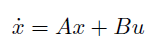 ẋ = Ax + Bu